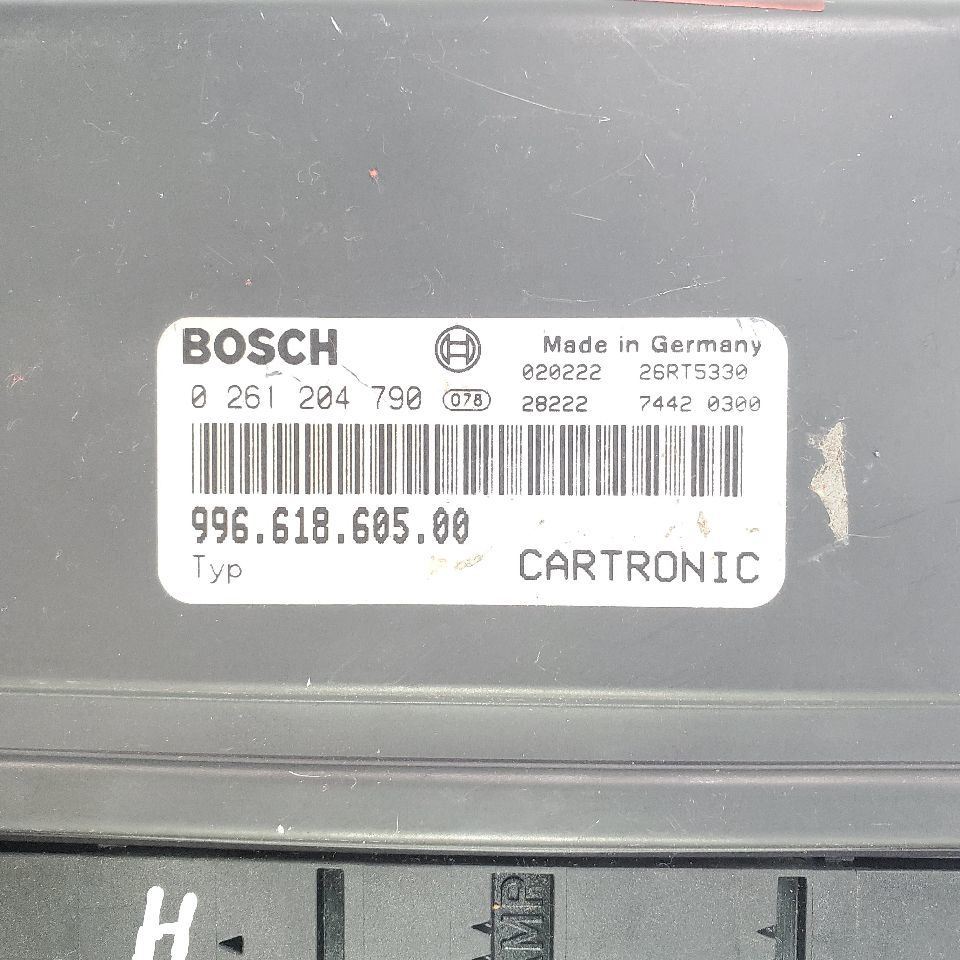 BOSCH
Made in Germany
020222 26RT5330
0 261 204 790 078
28222 7442 0300
996.618.605.00
Typ
CARTRONIC
H
AMP